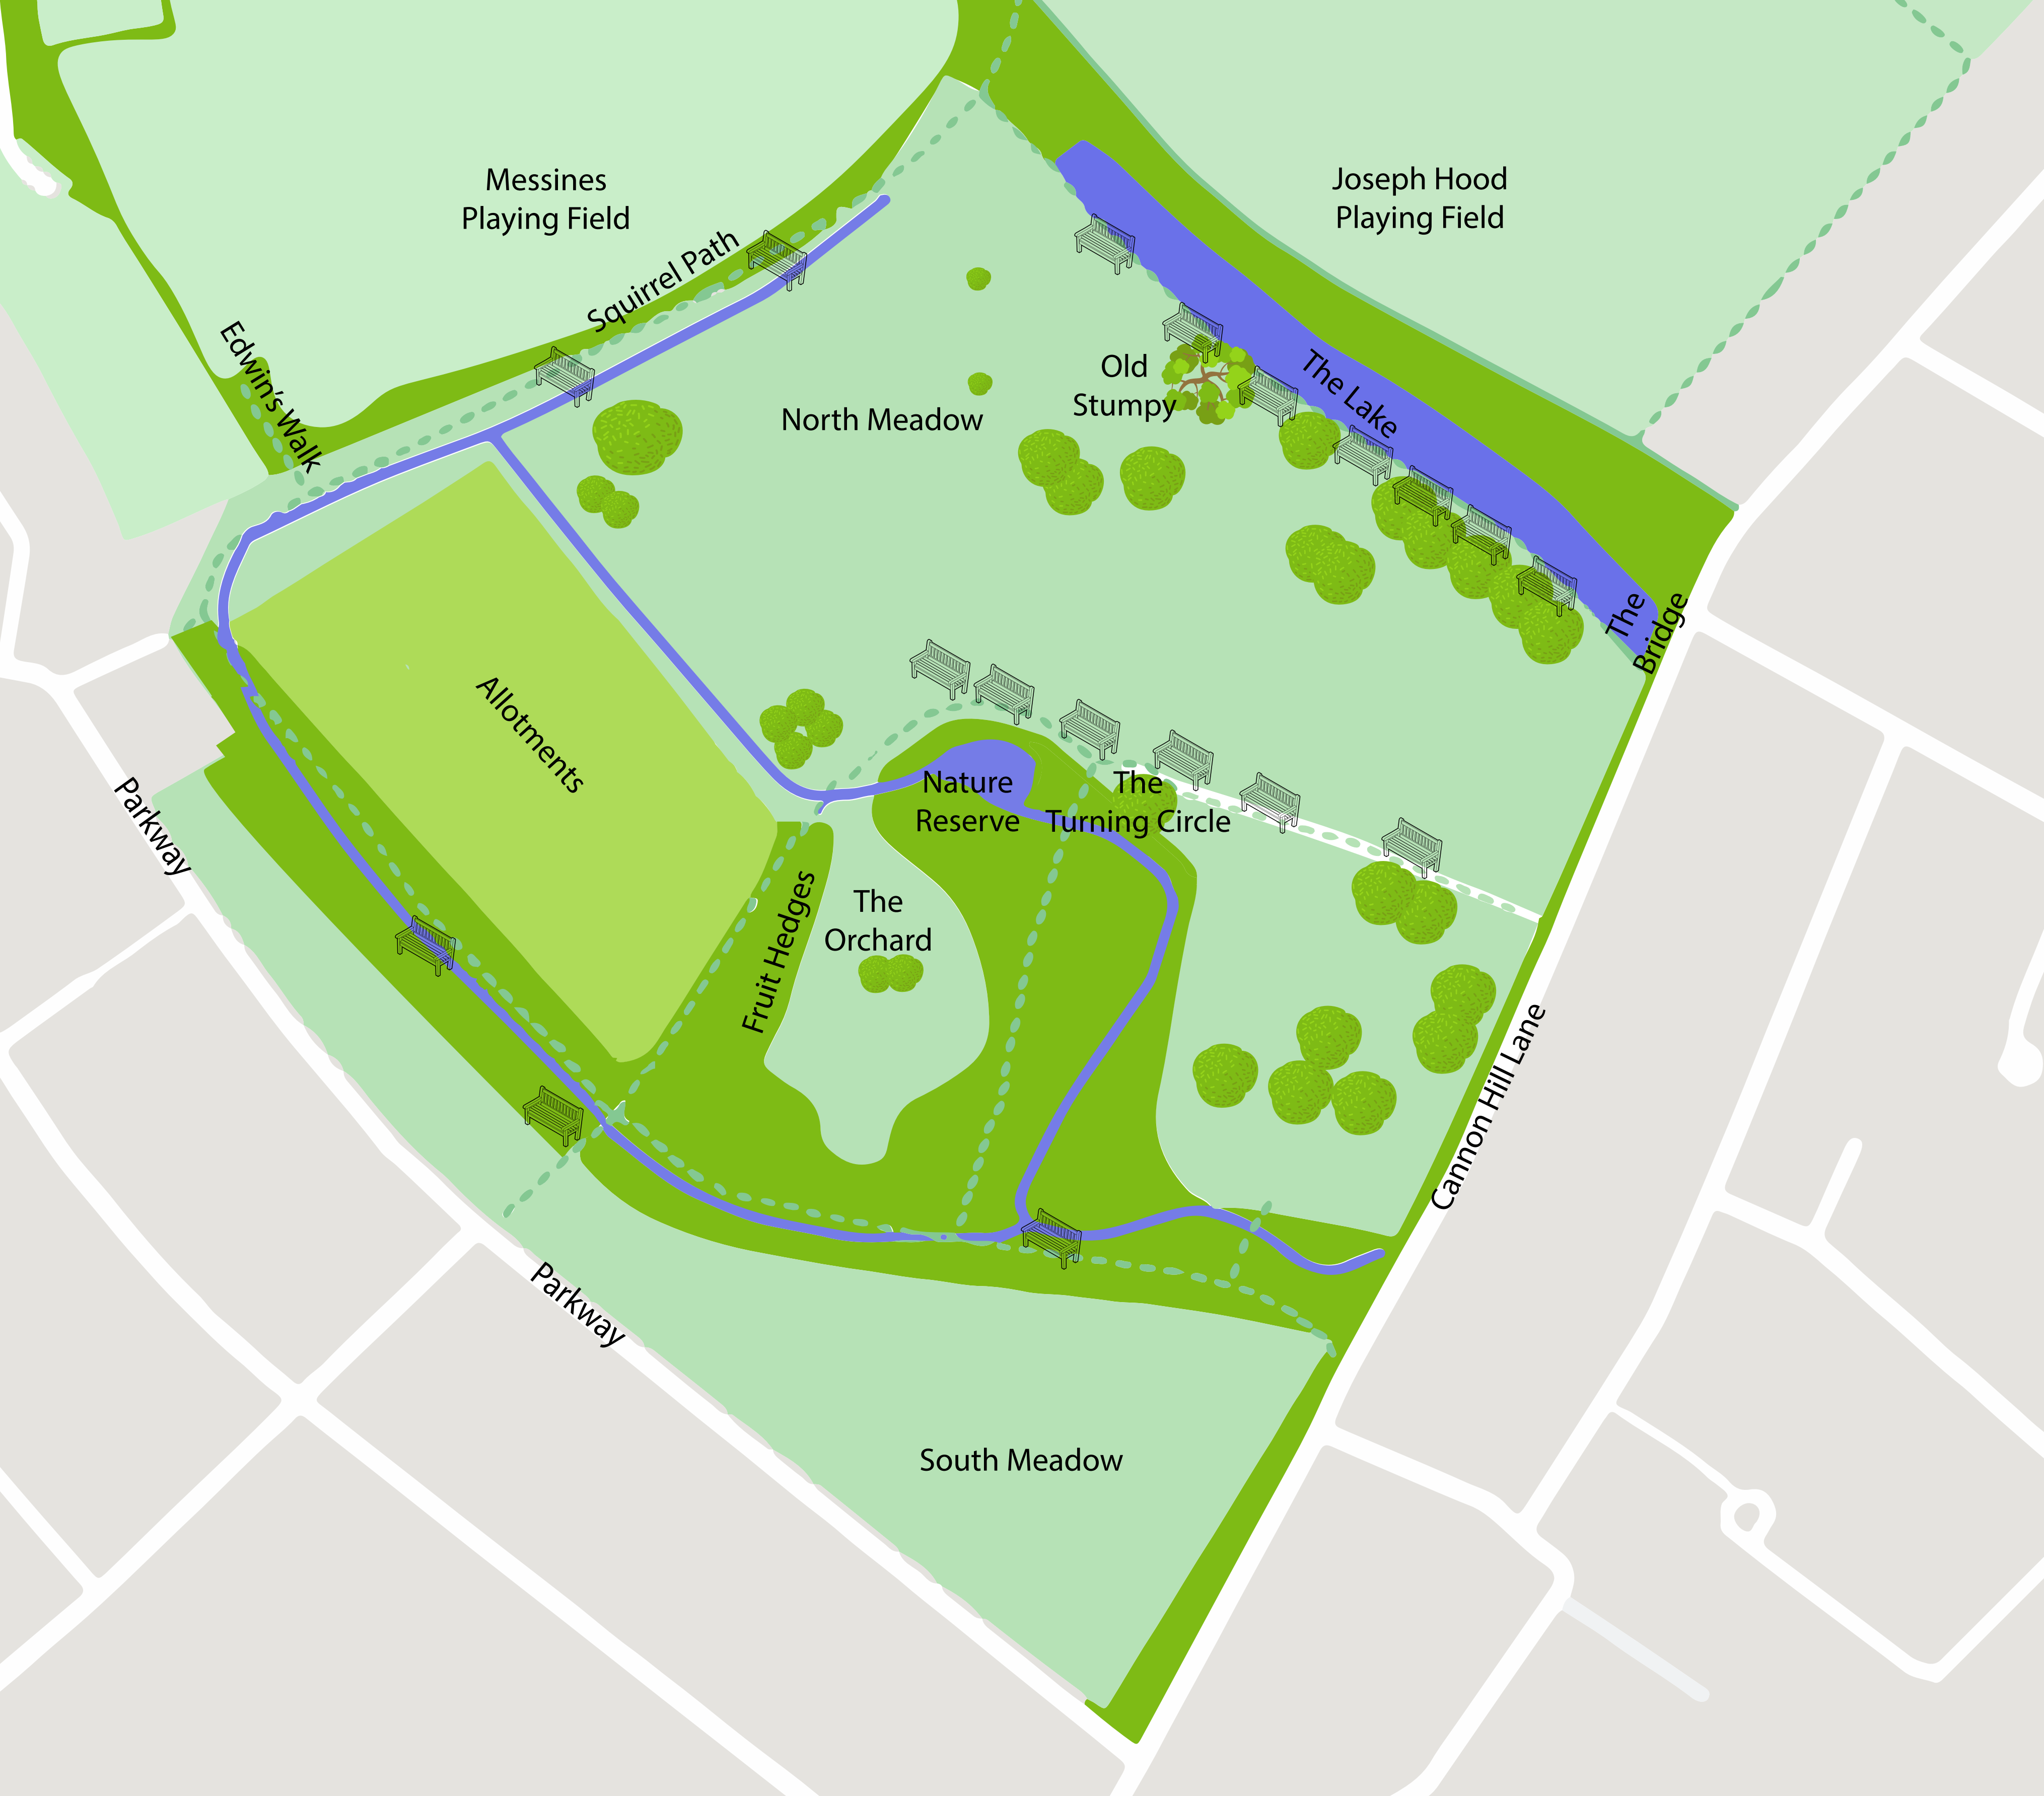 Messines
Playing Field
Joseph Hood
Playing Field
Squirrel Path
Edwin's Walk
Old
Stumpy
The Lake
North Meadow
The
Bridge
Allotments
Nature
Reserve
The
Turning Circle
Parkway
Fruit Hedges
The
Orchard
Cannon Hill Lane
Parkway
South Meadow